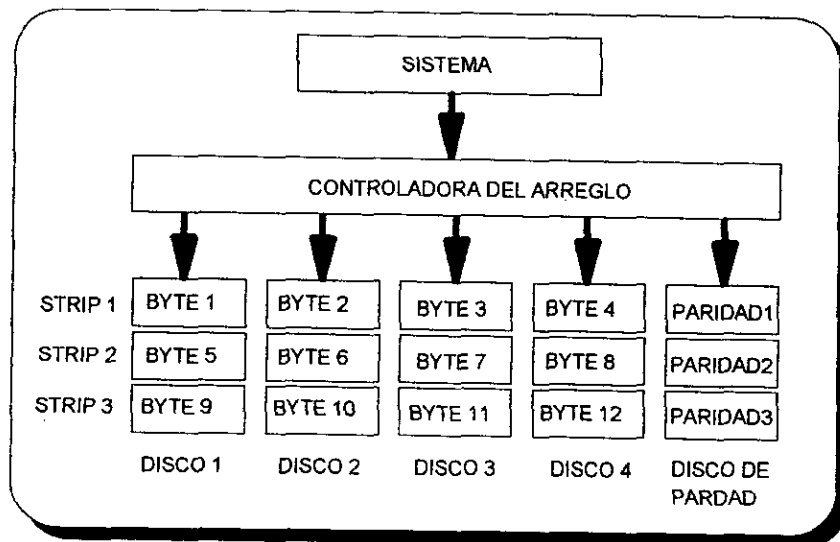 SISTEMA
CONTROLADORA DEL ARREGLO
STRIP 1 BYTE 1 BYTE 2 BYTE 3 BYTE 4 PARIDAD1
STRIP 2 BYTE 5 BYTE 6 BYTE 7 BYTE 8 PARIDAD2
STRIP 3 BYTE 9 BYTE 10 BYTE 11 BYTE 12 PARIDAD3
DISCO 1 DISCO 2 DISCO 3 DISCO 4 DISCO DE
PARDAD